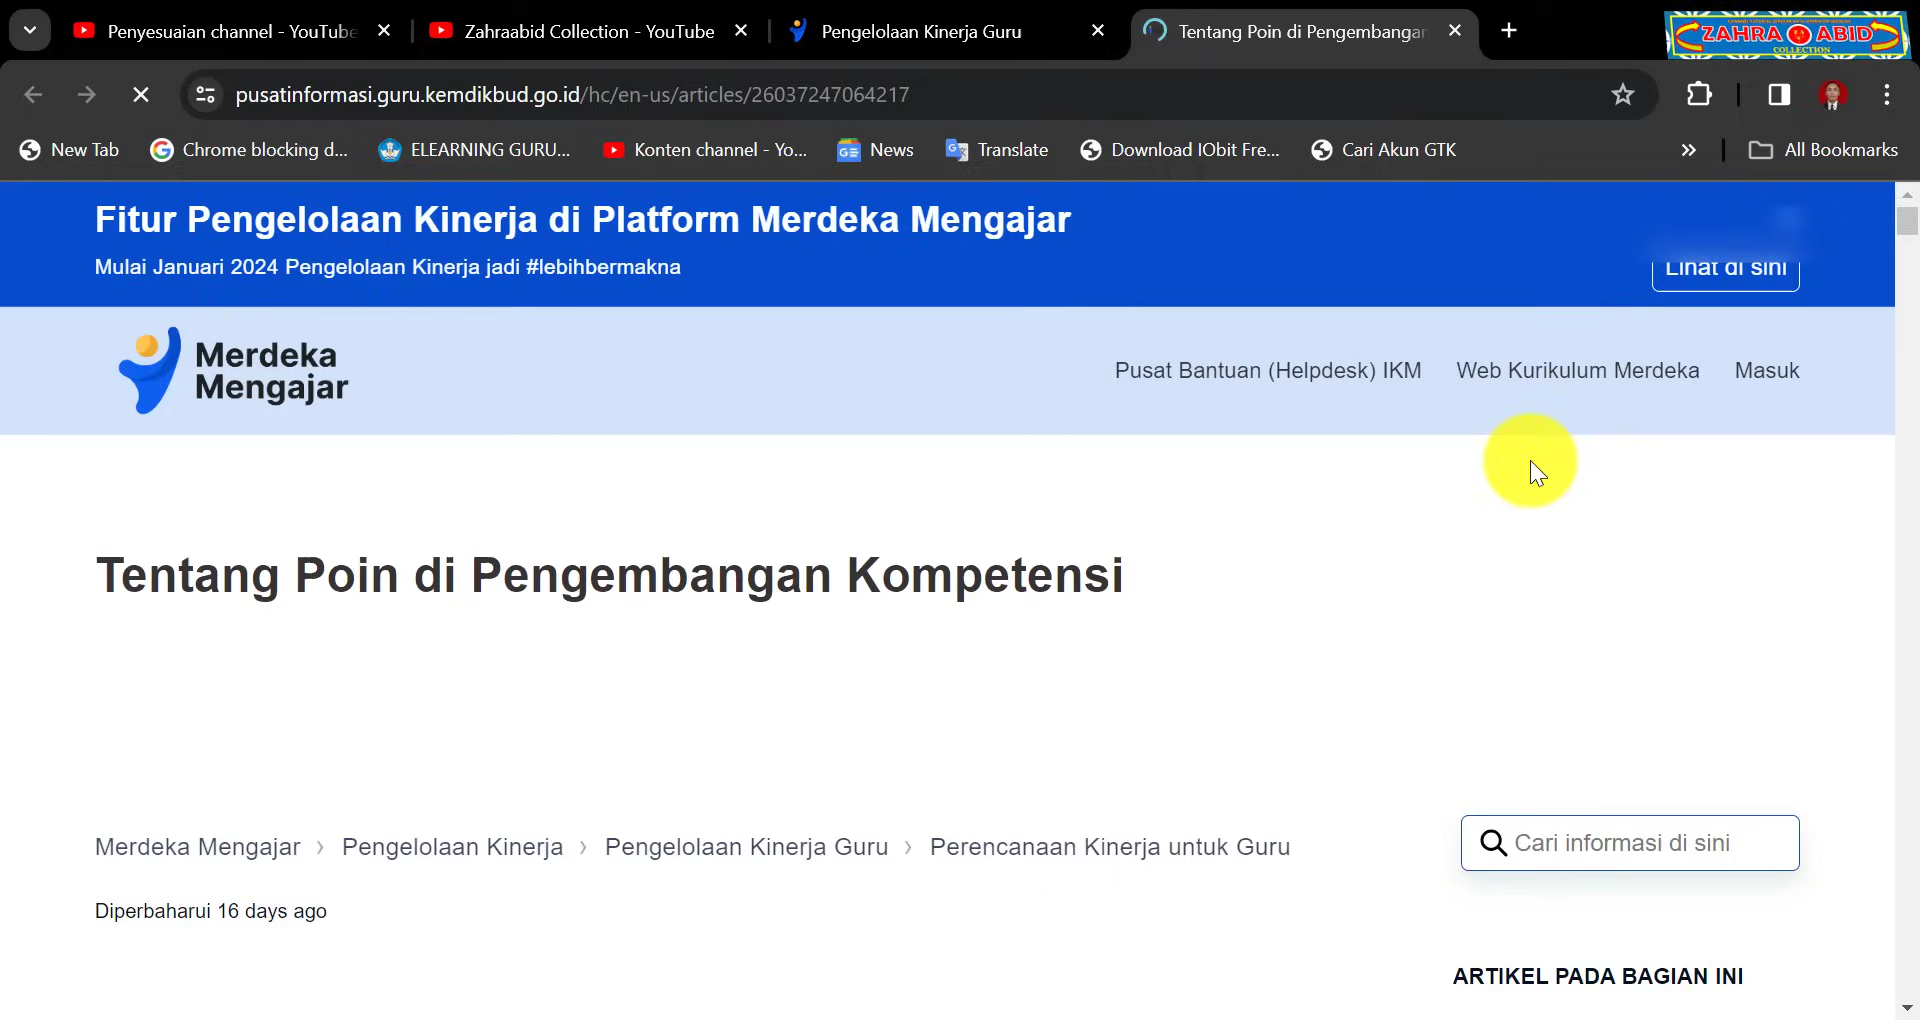 Penyesuaian channel - YouTube
Zahraabid Collection - YouTube
Pengelolaan Kinerja Guru
Tentang Poin di Pengembangan
ZAHRA ABID
COLLECTION
pusatinformasi.guru.kemdikbud.go.id/hc/en-us/articles/26037247064217
New Tab
Chrome blocking d...
ELEARNING GURU...
Konten channel - Yo...
News
Translate
Download IObit Fre...
Cari Akun GTK
All Bookmarks
Fitur Pengelolaan Kinerja di Platform Merdeka Mengajar
Mulai Januari 2024 Pengelolaan Kinerja jadi #lebihbermakna
Lihat di sini
Merdeka
Mengajar
Pusat Bantuan (Helpdesk) IKM
Web Kurikulum Merdeka
Masuk
Tentang Poin di Pengembangan Kompetensi
Merdeka Mengajar › Pengelolaan Kinerja › Pengelolaan Kinerja Guru › Perencanaan Kinerja untuk Guru
Cari informasi di sini
Diperbaharui 16 days ago
ARTIKEL PADA BAGIAN INI